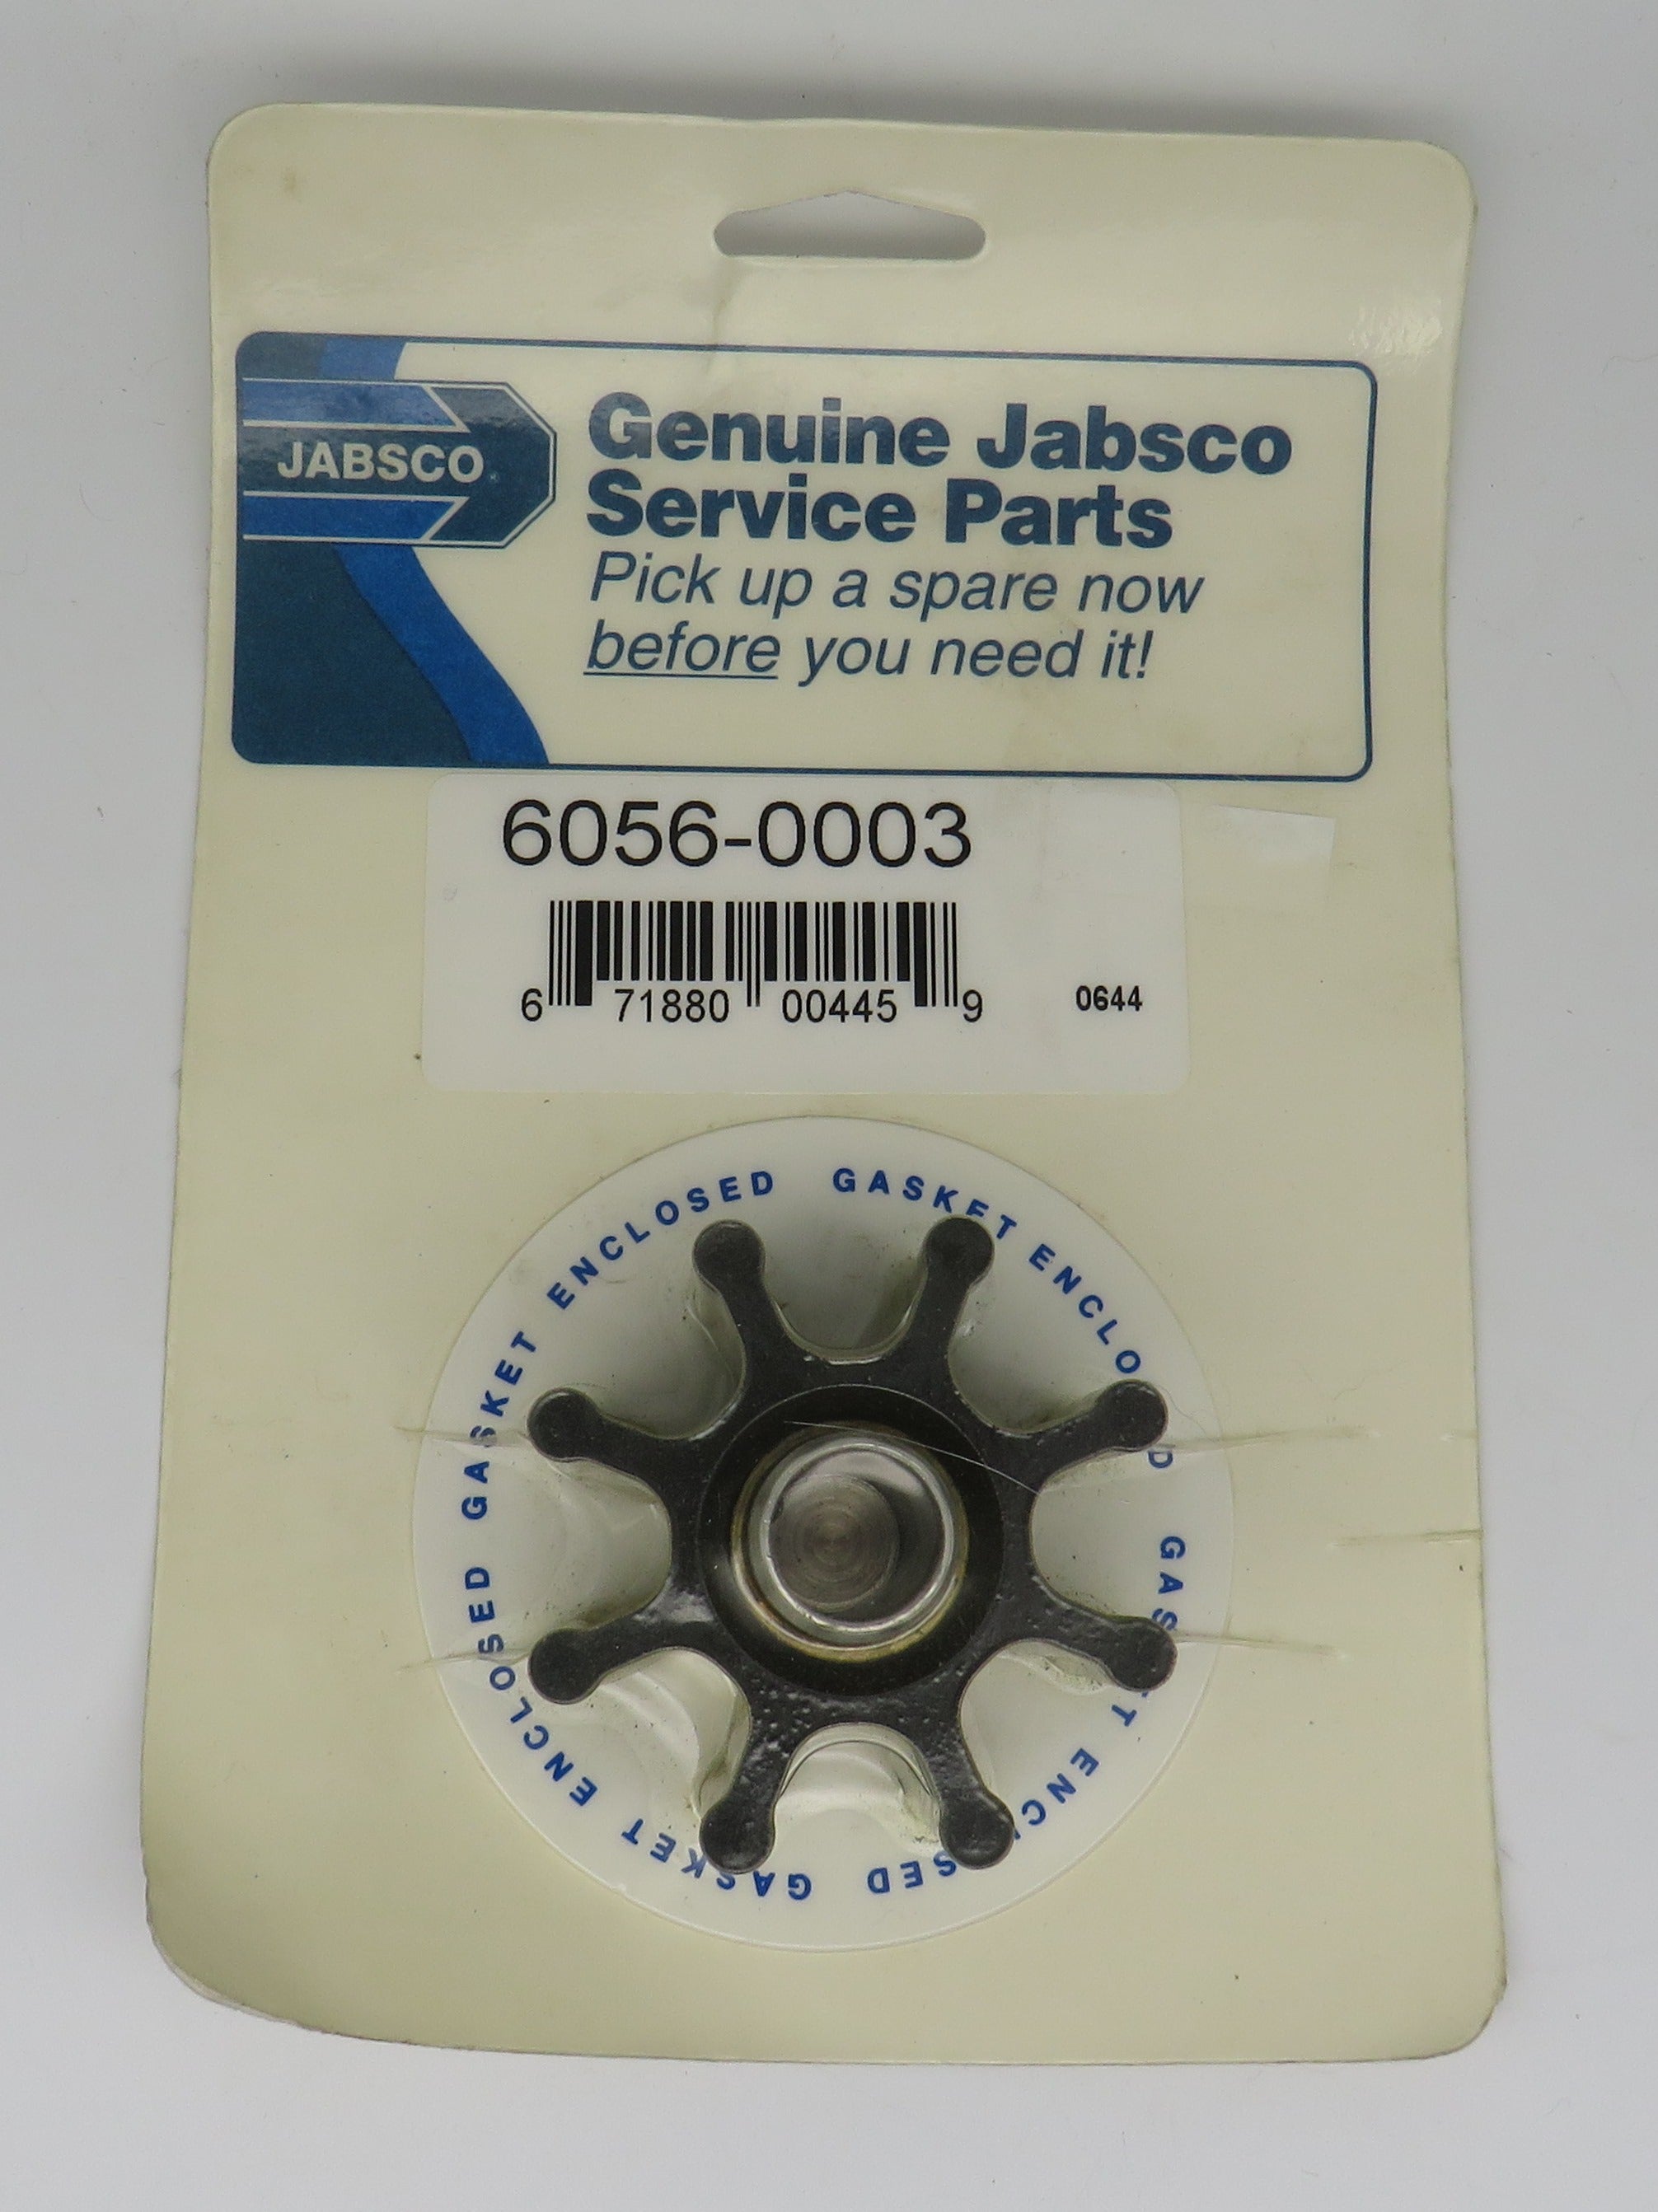 JABSCO
Genuine Jabsco
Service Parts
Pick up a spare now
before you need it!
6056-0003
6 71880 00445 9
0644
GASKET ENCLOSED GASKET ENCLOSED GASKET ENCLOSED GASKET ENCLOSED